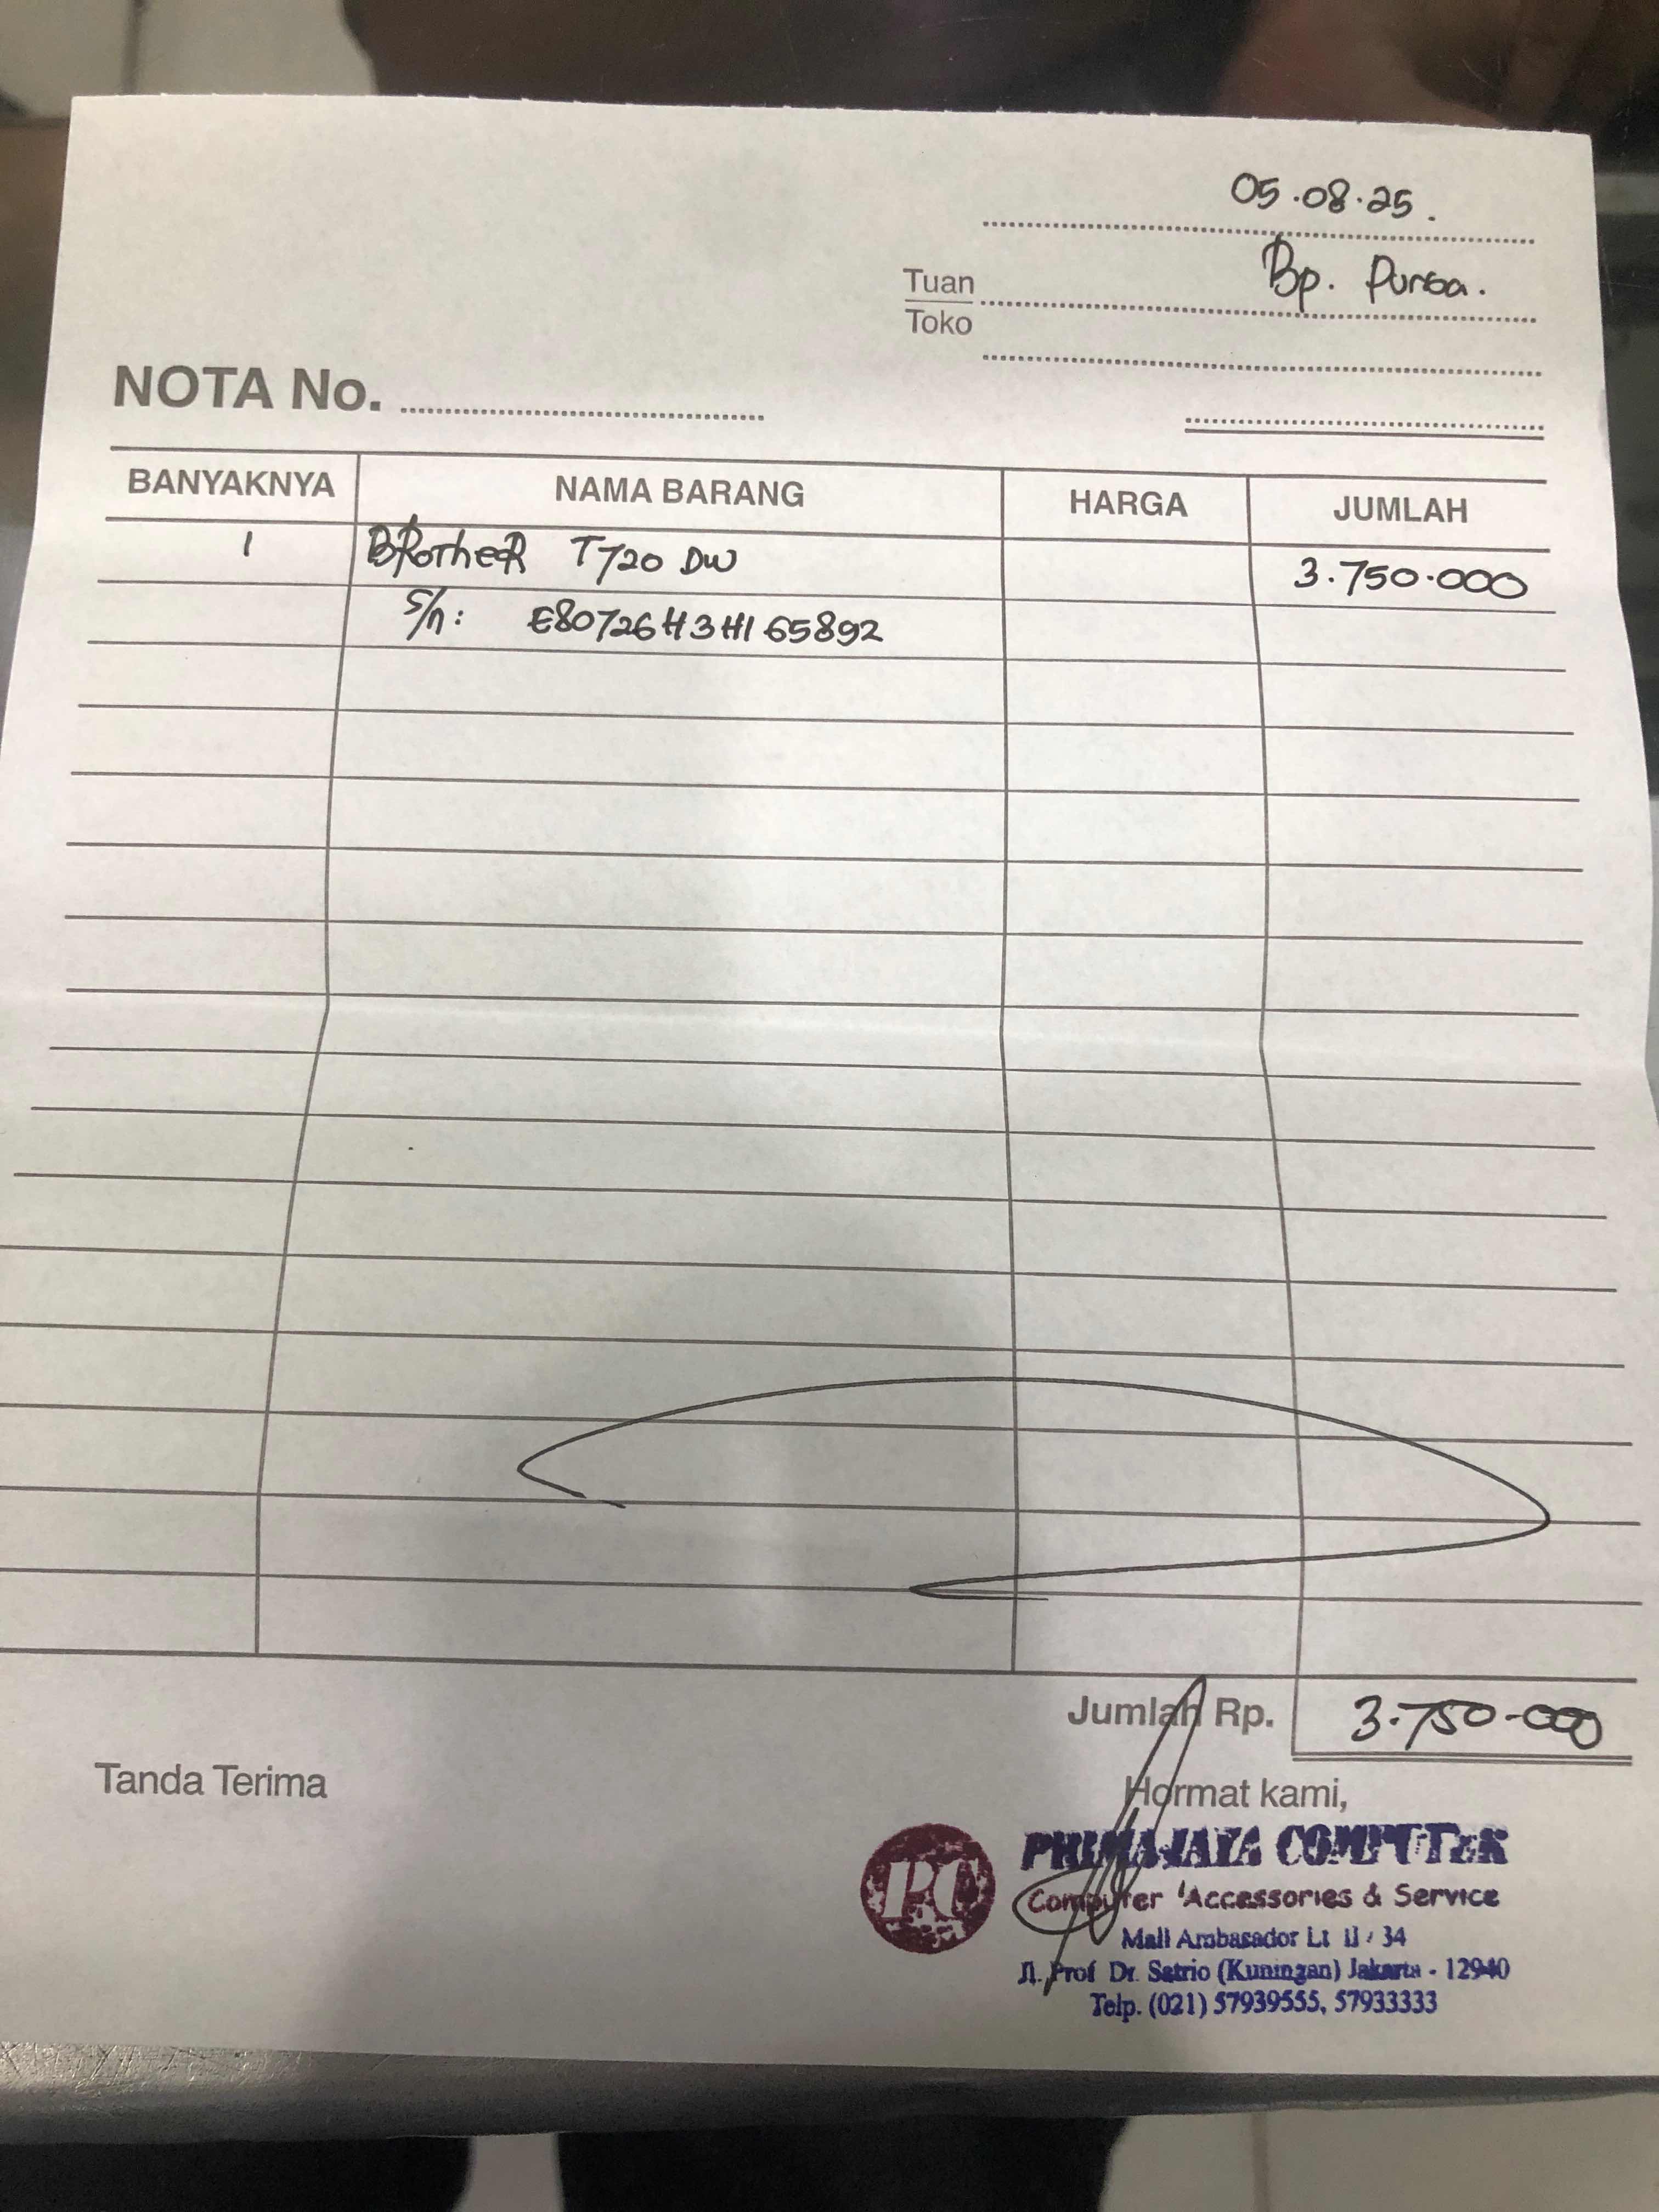 05.08.25.
Tuan Bp. Purba.
Toko
NOTA No.
BANYAKNYA NAMA BARANG HARGA JUMLAH
1 BROTHER T720 DW 3.750.000
S/n: E80726H3H165892
Jumlah Rp. 3.750.000
Tanda Terima Hormat kami,
PC
PRIMAJAYA COMPUTER
Computer Accessories & Service
Mall Ambasador Lt II / 34
Jl. Prof Dr. Satrio (Kuningan) Jakarta - 12940
Telp. (021) 57939555, 57933333